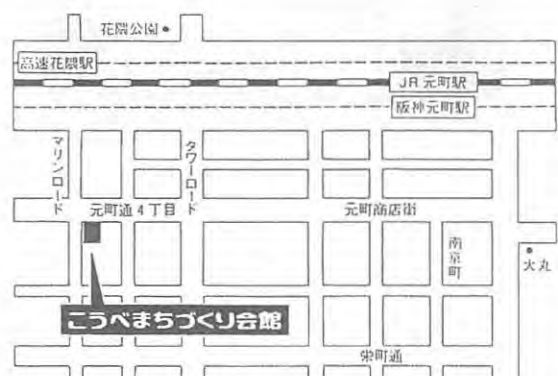 花隈公園
高速花隈駅
JR 元町駅
阪神元町駅
マリンロード
タワーロード
元町通4丁目
元町商店街
南京町
大丸
こうべまちづくり会館
栄町通